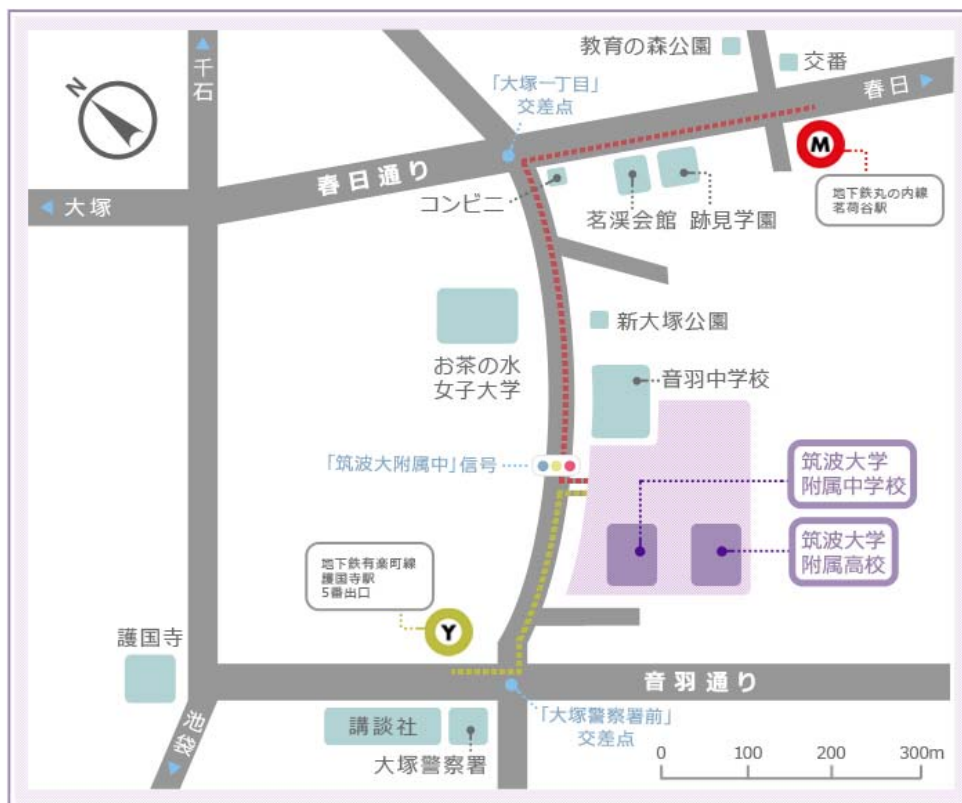 教育の森公園
交番
千石
N
「大塚一丁目」
交差点
春日
M
春日通り
大塚
コンビニ
茗渓会館
跡見学園
地下鉄丸の内線
茗荷谷駅
新大塚公園
お茶の水
女子大学
音羽中学校
「筑波大附属中」信号
筑波大学
附属中学校
筑波大学
附属高校
地下鉄有楽町線
護国寺駅
5番出口
Y
護国寺
音羽通り
池袋
講談社
大塚警察署
「大塚警察署前」
交差点
0 100 200 300m